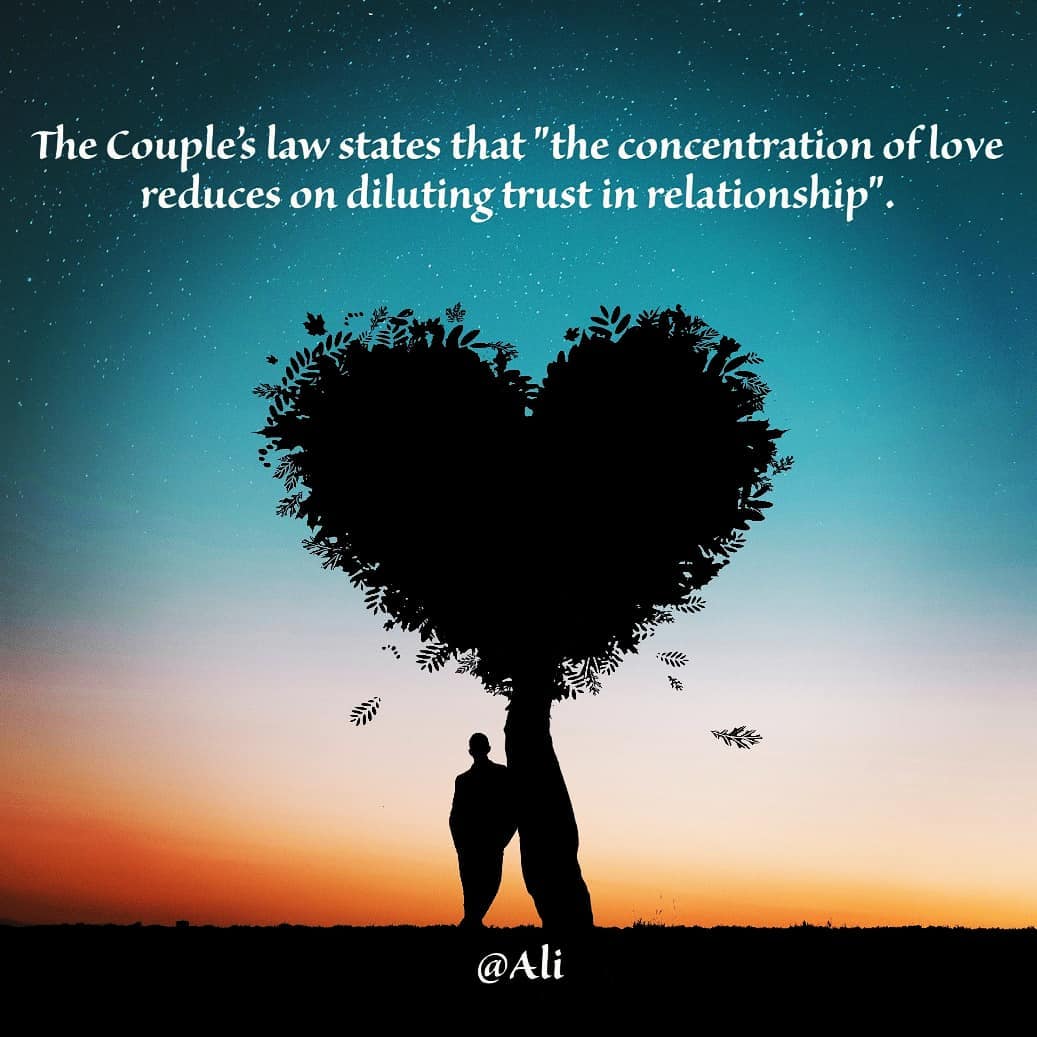 The Couple's law states that "the concentration of love
reduces on diluting trust in relationship".
@Ali